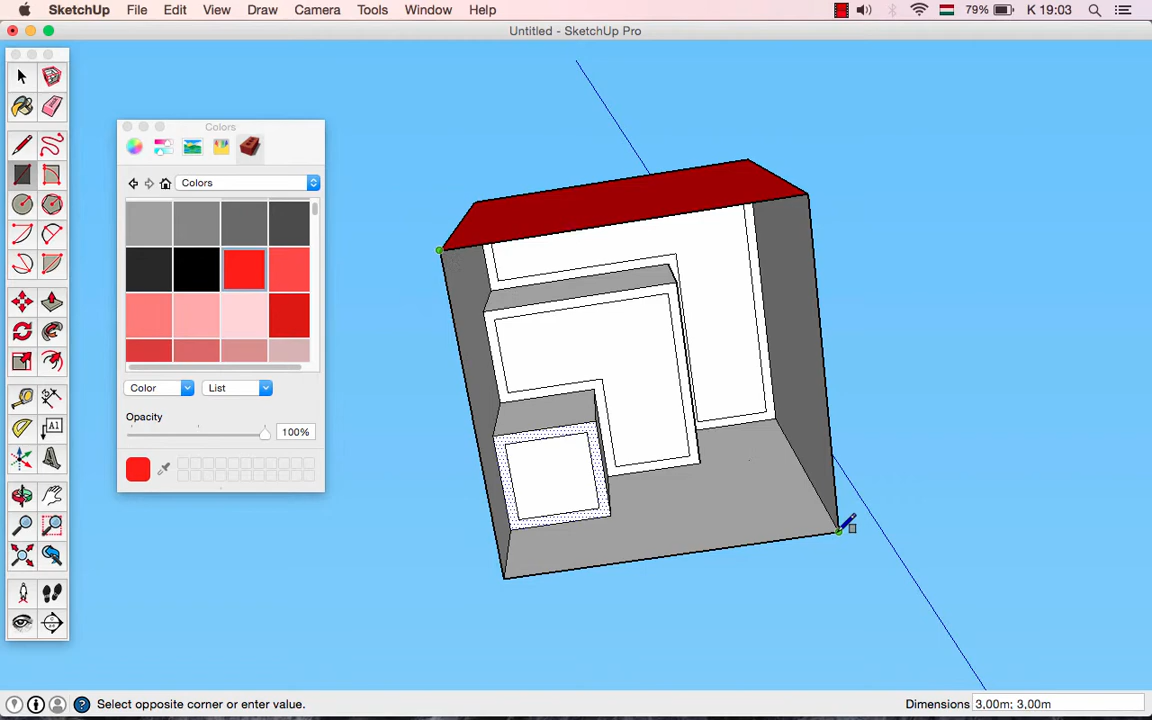 SketchUp File Edit View Draw Camera Tools Window Help 79% K 19:03
Untitled - SketchUp Pro
Colors
Colors
Color List
Opacity
100%
A1
Select opposite corner or enter value. Dimensions 3,00m; 3,00m